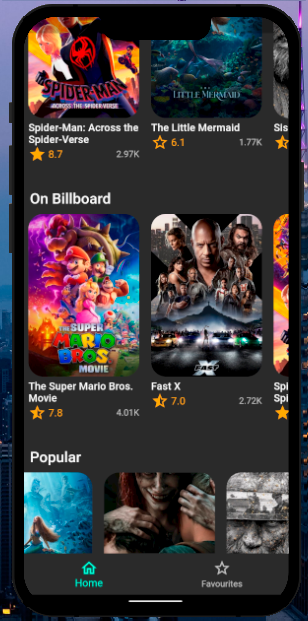 SPIDER-MAN
ACROSS THE SPIDER-VERSE
THE LITTLE MERMAID
Spider-Man: Across the The Little Mermaid Sis
Spider-Verse
8.7 2.97K 6.1 1.77K
On Billboard
THE SUPER
MARIO
BROS
MOVIE
FAST X
The Super Mario Bros. Fast X Spi
Movie Spi
7.8 4.01K 7.0 2.72K
Popular
Home Favourites